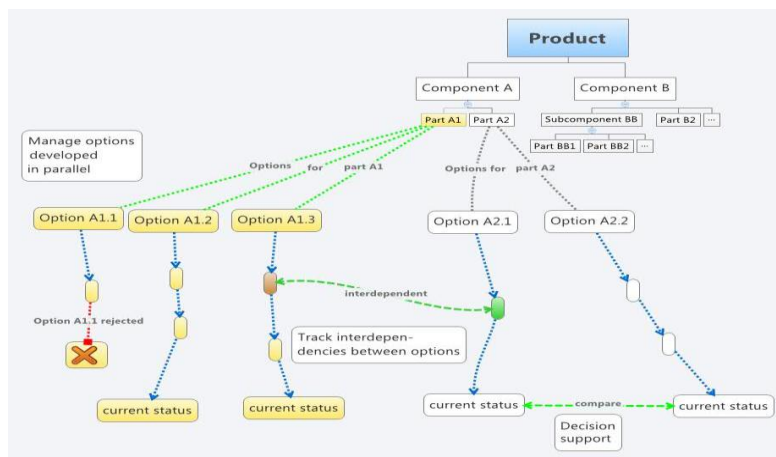 Product
Component A
Component B
Part A1
Part A2
Subcomponent BB
Part B2
...
Part BB1
Part BB2
...
Manage options
developed
in parallel
Options for part A1
Options for part A2
Option A1.1
Option A1.2
Option A1.3
Option A2.1
Option A2.2
interdependent
Option A1.1 rejected
Track interdepen-
dencies between options
current status
current status
current status
compare
current status
Decision
support